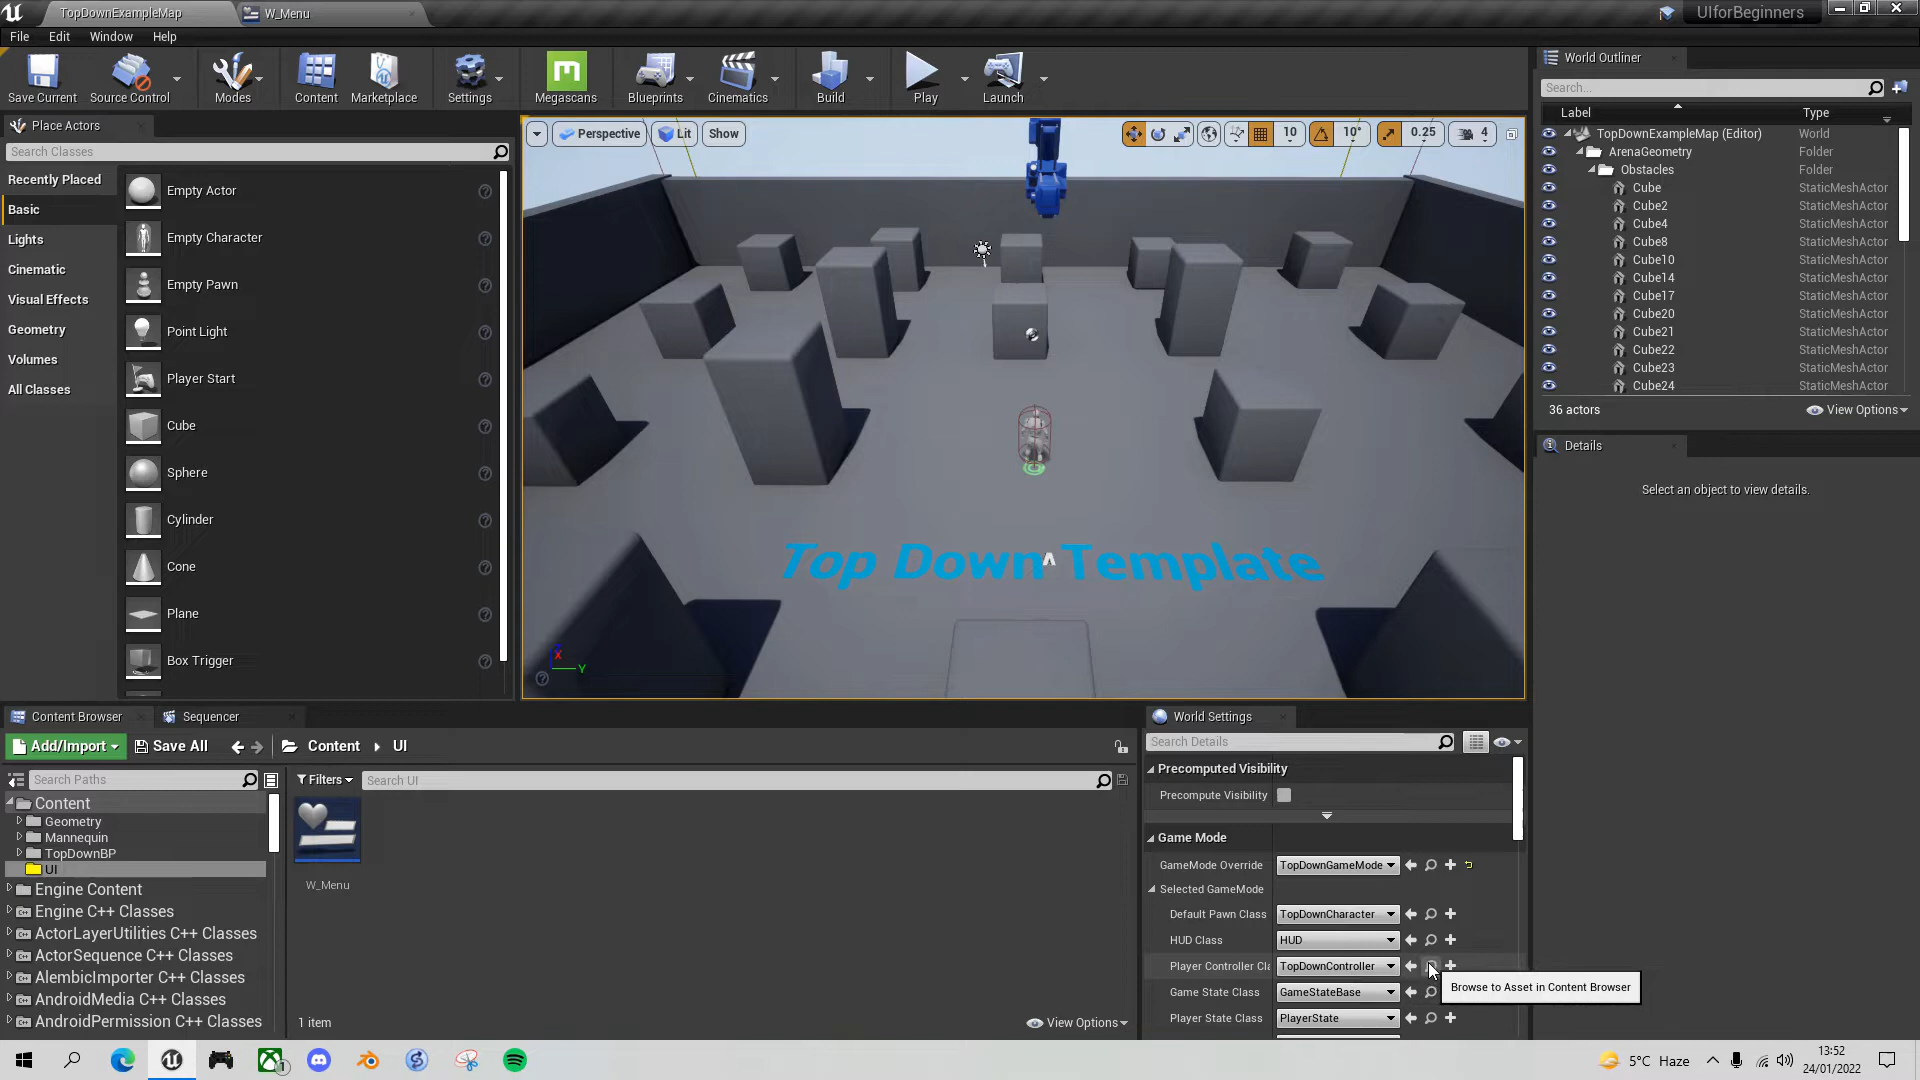 TopDownExampleMap
W_Menu
UIforBeginners
File Edit Window Help
Save Current
Source Control
Modes
Content
Marketplace
Settings
Megascans
Blueprints
Cinematics
Build
Play
Launch
Place Actors
Search Classes
Recently Placed
Basic
Lights
Cinematic
Visual Effects
Geometry
Volumes
All Classes
Empty Actor
Empty Character
Empty Pawn
Point Light
Player Start
Cube
Sphere
Cylinder
Cone
Plane
Box Trigger
Perspective
Lit
Show
10
10°
0.25
4
Top Down Template
X
Y
World Outliner
Search...
Label Type
TopDownExampleMap (Editor) World
ArenaGeometry Folder
Obstacles Folder
Cube StaticMeshActor
Cube2 StaticMeshActor
Cube4 StaticMeshActor
Cube8 StaticMeshActor
Cube10 StaticMeshActor
Cube14 StaticMeshActor
Cube17 StaticMeshActor
Cube20 StaticMeshActor
Cube21 StaticMeshActor
Cube22 StaticMeshActor
Cube23 StaticMeshActor
Cube24 StaticMeshActor
36 actors
View Options
Details
Select an object to view details.
Content Browser
Sequencer
Add/Import
Save All
Content
UI
Search Paths
Filters
Search UI
Content
Geometry
Mannequin
TopDownBP
UI
Engine Content
Engine C++ Classes
ActorLayerUtilities C++ Classes
ActorSequence C++ Classes
AlembicImporter C++ Classes
AndroidMedia C++ Classes
AndroidPermission C++ Classes
W_Menu
1 item
View Options
World Settings
Search Details
Precomputed Visibility
Precompute Visibility
Game Mode
GameMode Override TopDownGameMode
Selected GameMode
Default Pawn Class TopDownCharacter
HUD Class HUD
Player Controller Cla TopDownController
Game State Class GameStateBase
Player State Class PlayerState
Browse to Asset in Content Browser
1
5°C Haze
13:52
24/01/2022